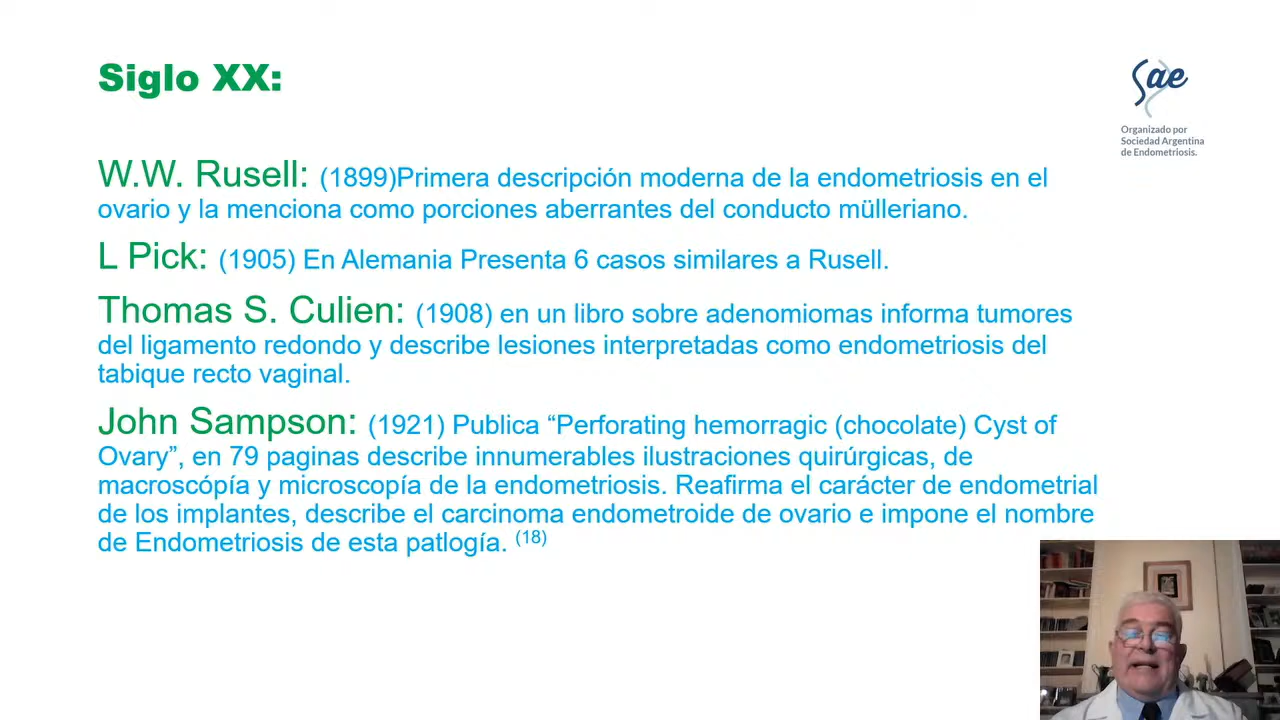 Siglo XX:
Sae
Organizado por
Sociedad Argentina
de Endometriosis.
W.W. Rusell: (1899)Primera descripción moderna de la endometriosis en el
ovario y la menciona como porciones aberrantes del conducto mülleriano.
L Pick: (1905) En Alemania Presenta 6 casos similares a Rusell.
Thomas S. Culien: (1908) en un libro sobre adenomiomas informa tumores
del ligamento redondo y describe lesiones interpretadas como endometriosis del
tabique recto vaginal.
John Sampson: (1921) Publica “Perforating hemorragic (chocolate) Cyst of
Ovary”, en 79 paginas describe innumerables ilustraciones quirúrgicas, de
macroscópía y microscopía de la endometriosis. Reafirma el carácter de endometrial
de los implantes, describe el carcinoma endometroide de ovario e impone el nombre
de Endometriosis de esta patlogía. (18)